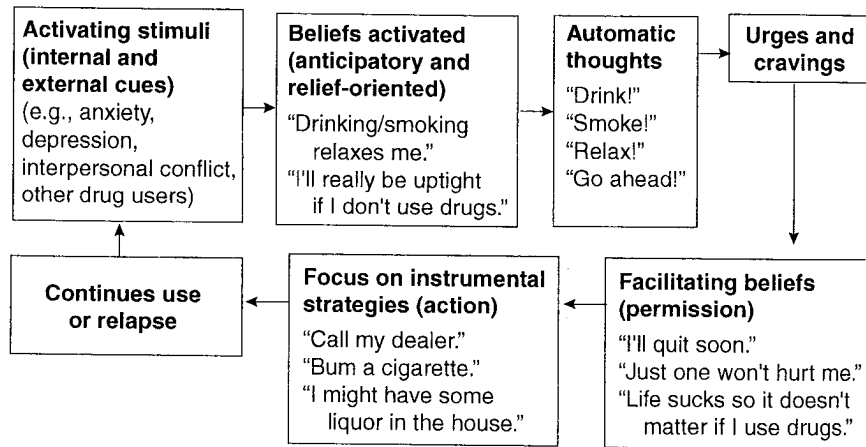 Activating stimuli
(internal and
external cues)
(e.g., anxiety,
depression,
interpersonal conflict,
other drug users)
Beliefs activated
(anticipatory and
relief-oriented)
“Drinking/smoking
relaxes me.”
“I'll really be uptight
if I don't use drugs.”
Automatic
thoughts
“Drink!”
“Smoke!”
“Relax!”
“Go ahead!”
Urges and
cravings
Facilitating beliefs
(permission)
“I'll quit soon.”
“Just one won't hurt me.”
“Life sucks so it doesn't
matter if I use drugs.”
Focus on instrumental
strategies (action)
“Call my dealer.”
“Bum a cigarette.”
“I might have some
liquor in the house.”
Continues use
or relapse